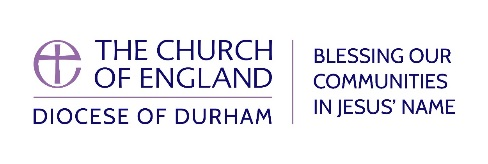 THE CHURCH
OF ENGLAND
DIOCESE OF DURHAM
BLESSING OUR
COMMUNITIES
IN JESUS' NAME